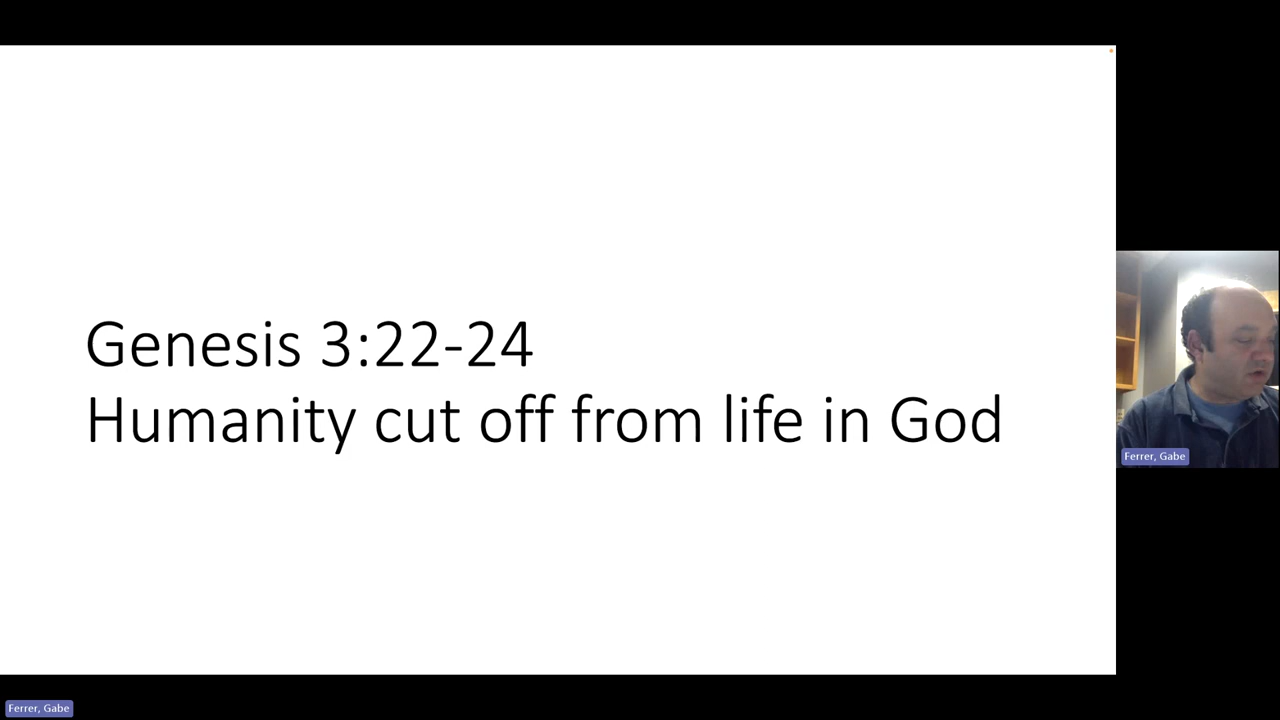 Genesis 3:22-24
Humanity cut off from life in God
Ferrer, Gabe
Ferrer, Gabe